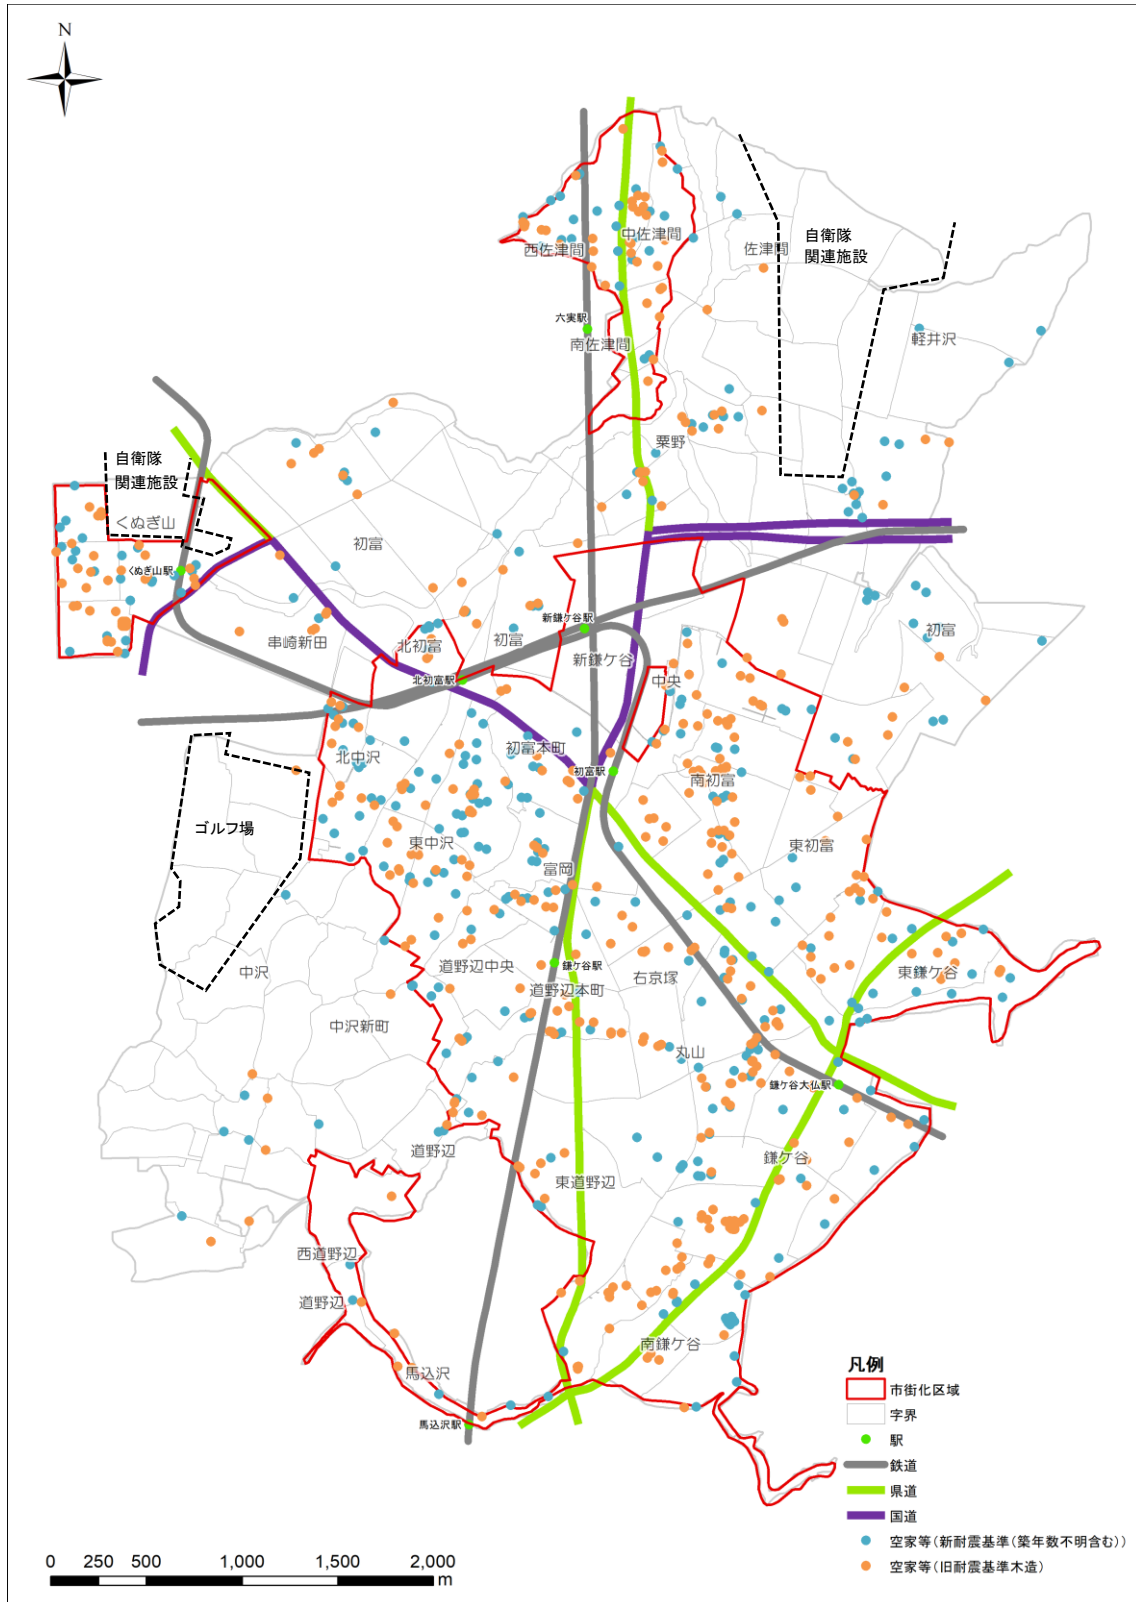 N
自衛隊
関連施設
中佐津間
西佐津間
佐津間
六実駅
南佐津間
軽井沢
粟野
自衛隊
関連施設
くぬぎ山
くぬぎ山駅
初富
串崎新田
北初富
初富
新鎌ケ谷駅
新鎌ケ谷
初富
北初富駅
中央
北中沢
初富本町
初富駅
南初富
ゴルフ場
東中沢
東初富
富岡
中沢
道野辺中央
鎌ケ谷駅
右京塚
東鎌ケ谷
道野辺本町
中沢新町
丸山
鎌ケ谷大仏駅
道野辺
鎌ケ谷
東道野辺
西道野辺
道野辺
南鎌ケ谷
馬込沢
馬込沢駅
凡例
市街化区域
字界
駅
鉄道
県道
国道
空家等(新耐震基準(築年数不明含む))
空家等(旧耐震基準木造)
0 250 500 1,000 1,500 2,000
m